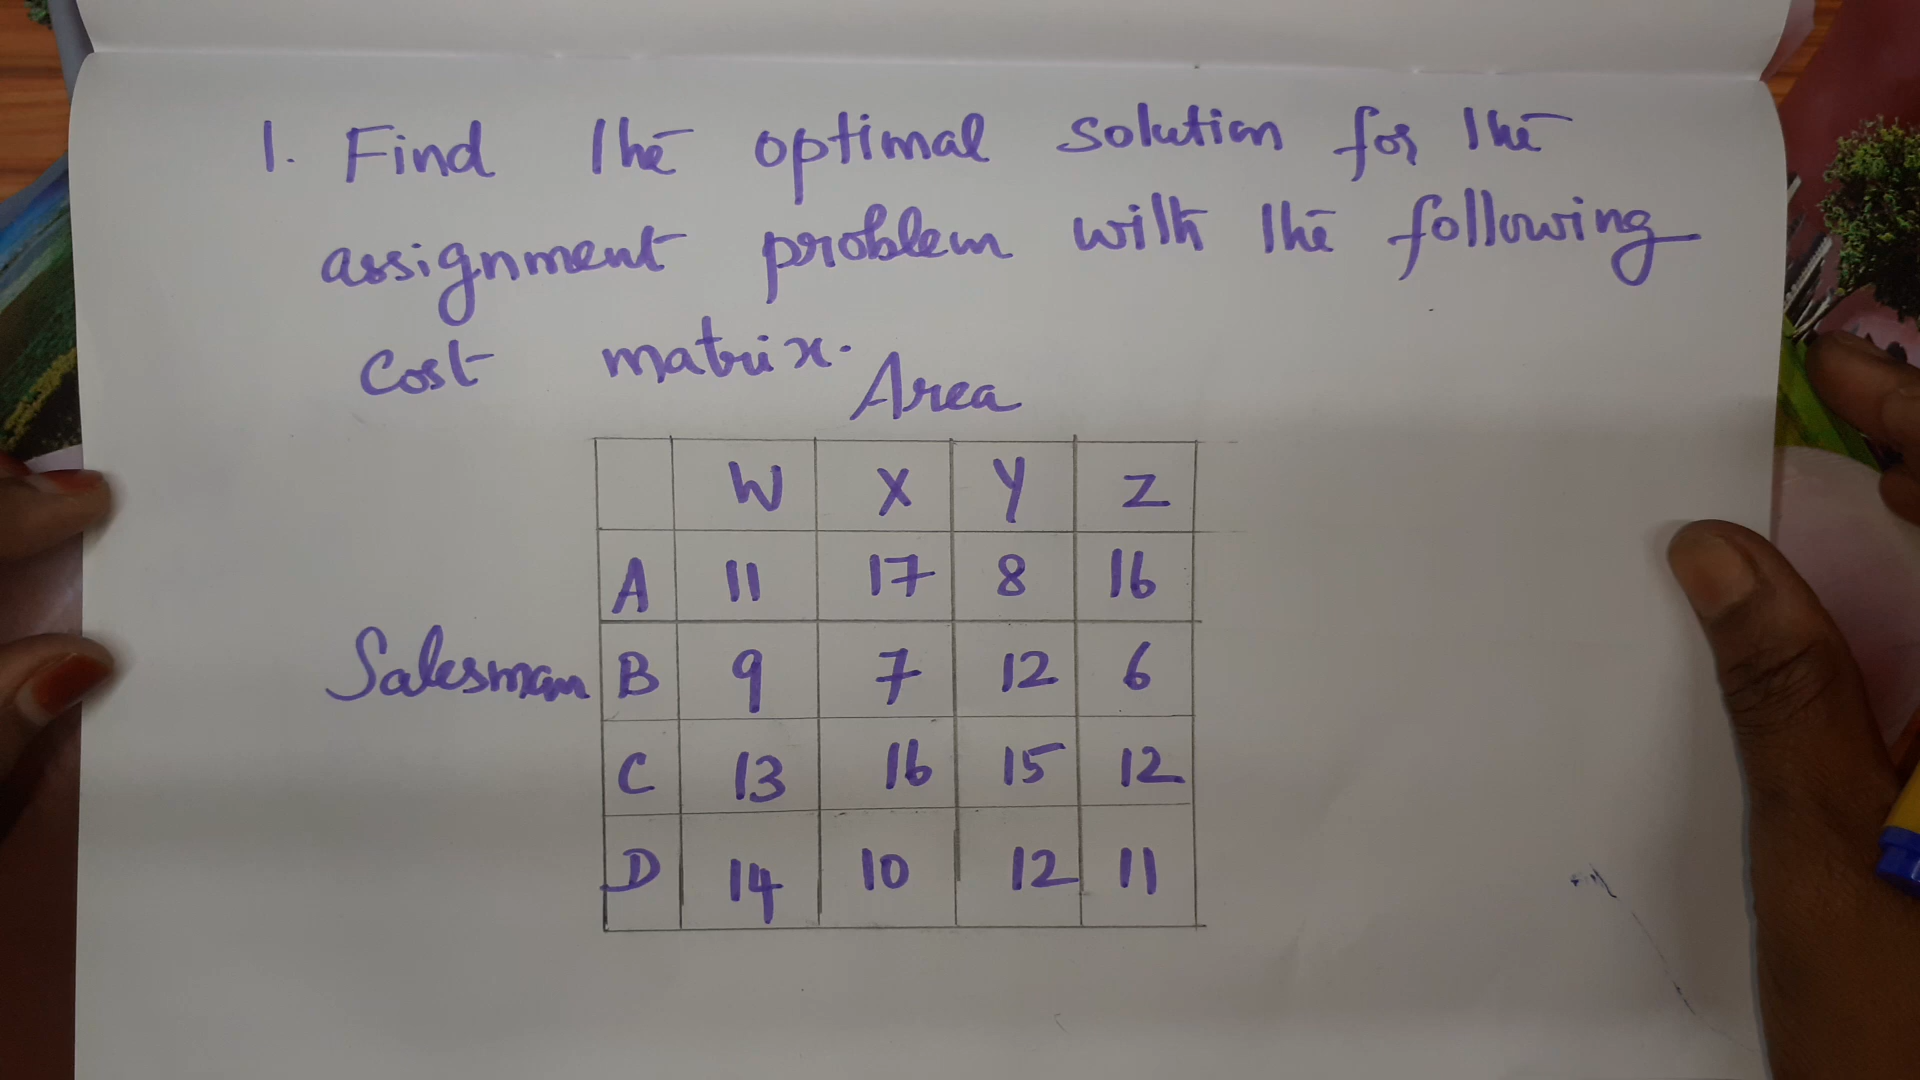 1. Find the optimal solution for the
assignment problem with the following
cost matrix.
Area
W X Y Z
A 11 17 8 16
Salesman B 9 7 12 6
C 13 16 15 12
D 14 10 12 11